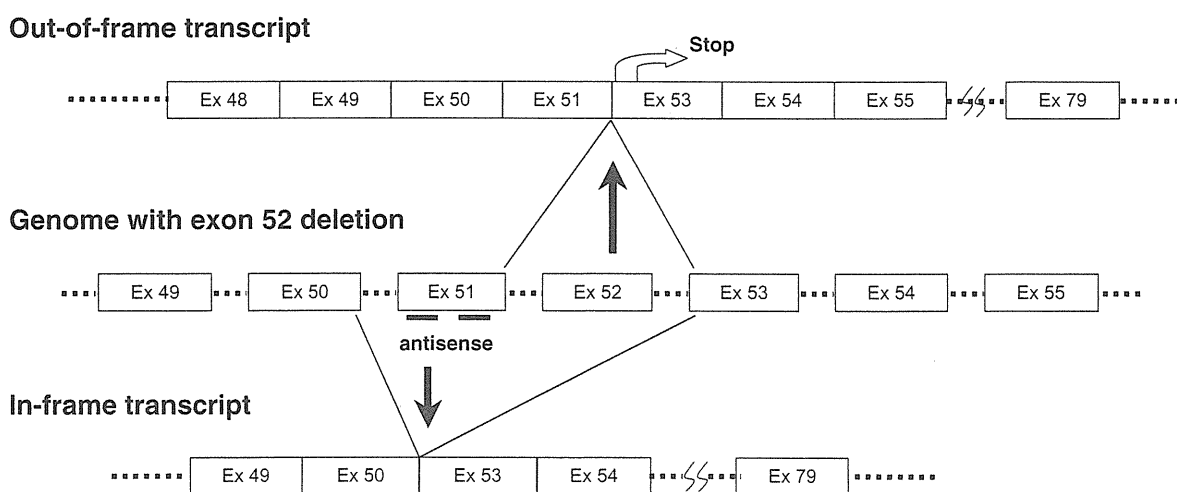 Out-of-frame transcript
Stop
Ex 48 Ex 49 Ex 50 Ex 51 Ex 53 Ex 54 Ex 55 Ex 79
Genome with exon 52 deletion
Ex 49 Ex 50 Ex 51 Ex 52 Ex 53 Ex 54 Ex 55
antisense
In-frame transcript
Ex 49 Ex 50 Ex 53 Ex 54 Ex 79